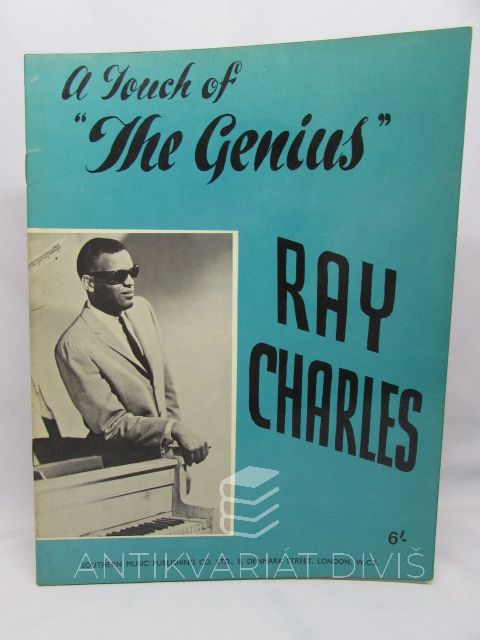 A Touch of
"The Genius"
RAY
CHARLES
6/-
ANTIKVARIÁT DIVIŠ
SOUTHERN MUSIC PUBLISHING CO. LTD., 8, DENMARK STREET, LONDON, W.C.2.